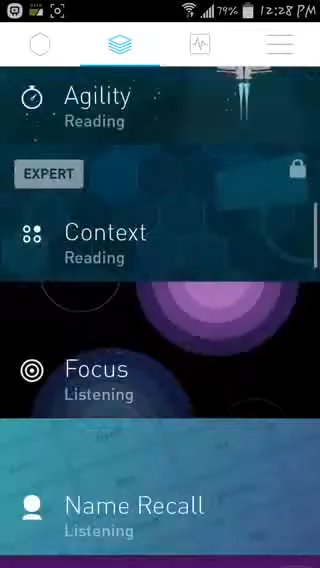 79% 12:28 PM
Agility
Reading
EXPERT
Context
Reading
Focus
Listening
Name Recall
Listening